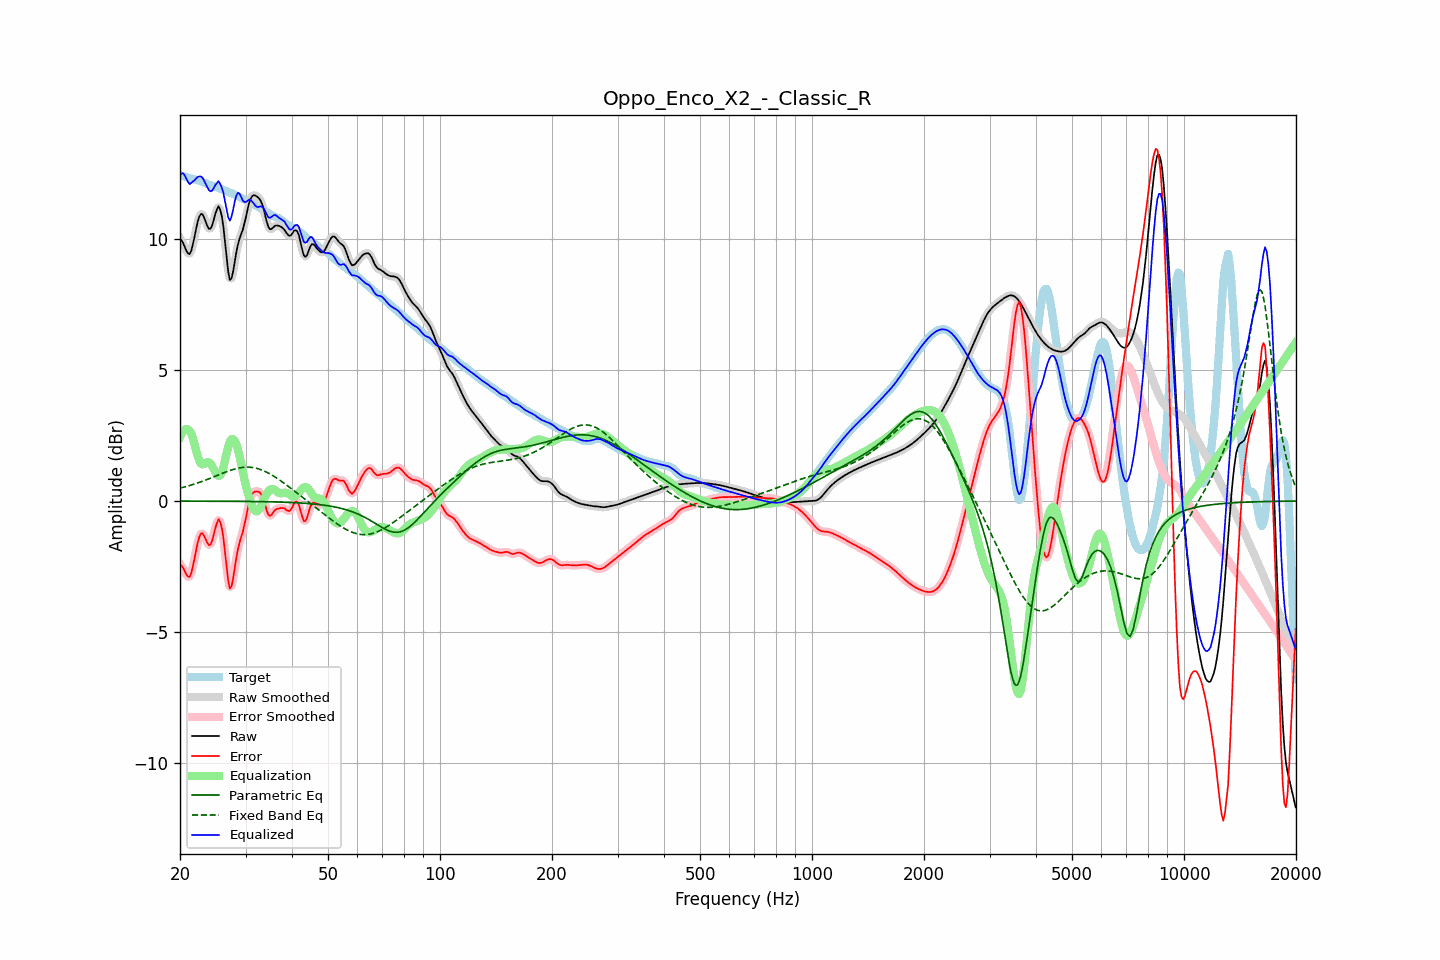 Oppo_Enco_X2_-_Classic_R
Amplitude (dBr)
10
5
0
−5
−10
Target
Raw Smoothed
Error Smoothed
Raw
Error
Equalization
Parametric Eq
Fixed Band Eq
Equalized
20 50 100 200 500 1000 2000 5000 10000 20000
Frequency (Hz)